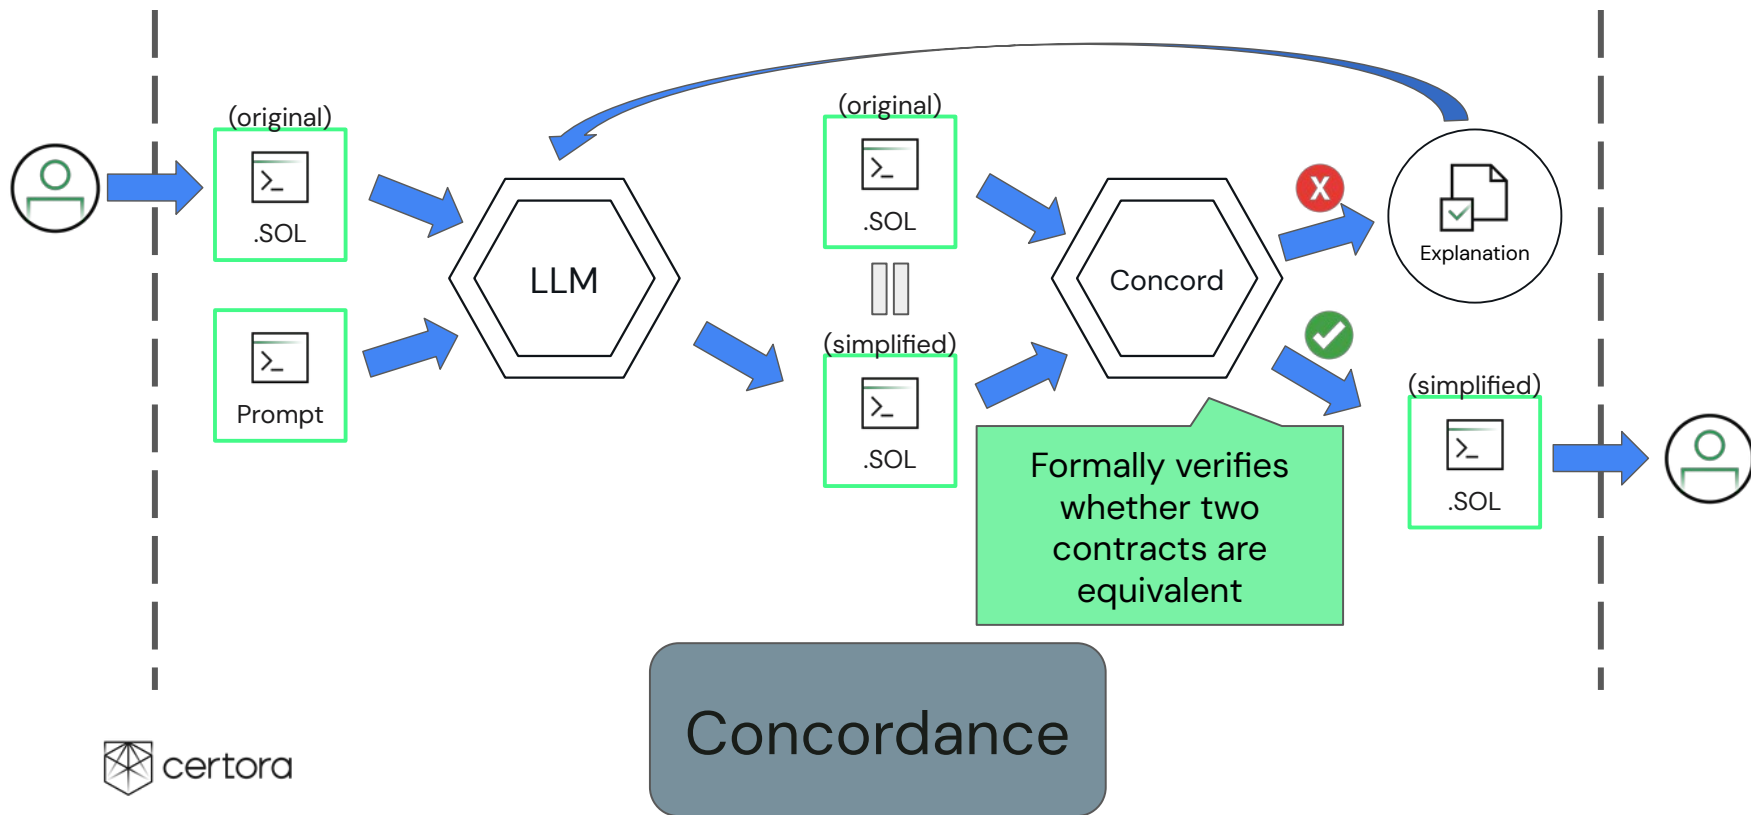 (original)
.SOL
Prompt
LLM
(original)
.SOL
(simplified)
.SOL
Concord
X
Explanation
(simplified)
.SOL
Formally verifies
whether two
contracts are
equivalent
Concordance
certora